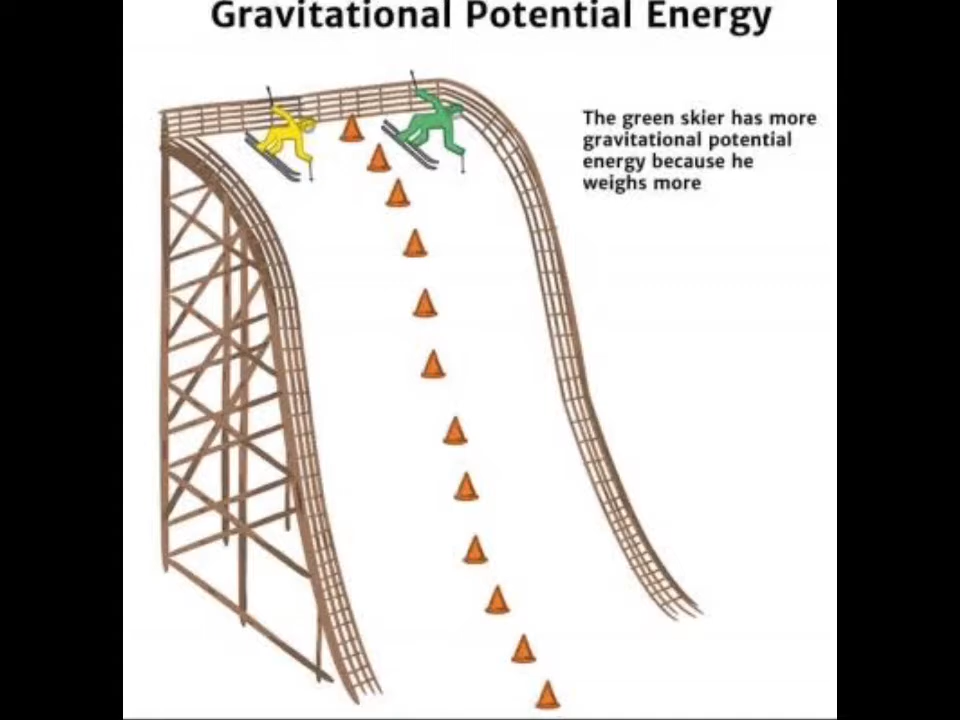 Gravitational Potential Energy
The green skier has more
gravitational potential
energy because he
weighs more